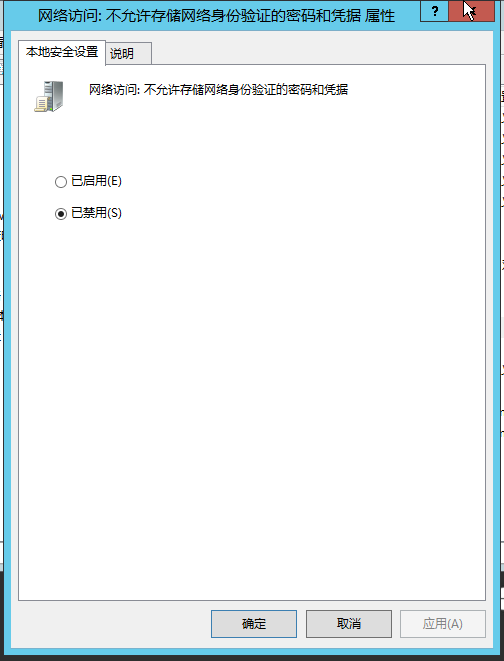 网络访问: 不允许存储网络身份验证的密码和凭据 属性
?
本地安全设置
说明
网络访问: 不允许存储网络身份验证的密码和凭据
已启用(E)
已禁用(S)
确定
取消
应用(A)